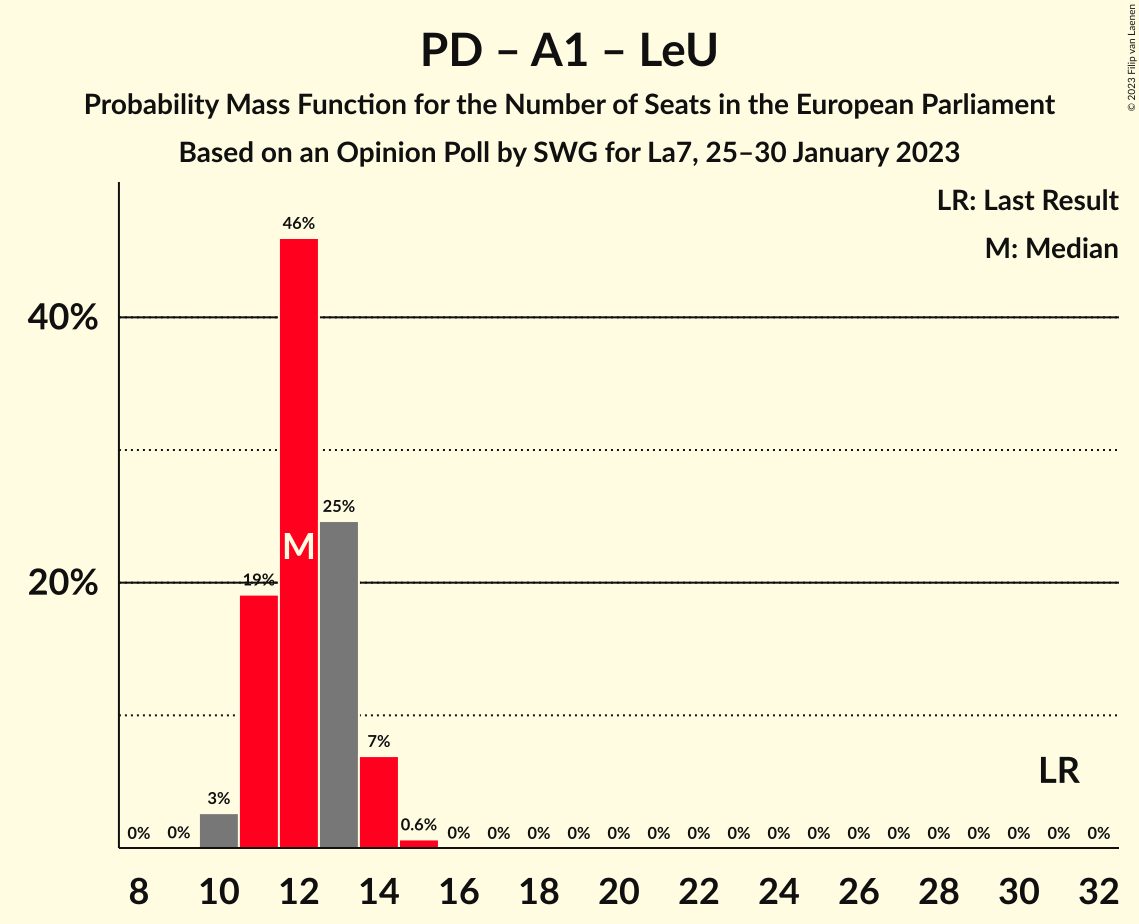 PD – A1 – LeU
Probability Mass Function for the Number of Seats in the European Parliament
Based on an Opinion Poll by SWG for La7, 25–30 January 2023
© 2023 Filip van Laenen
LR: Last Result
M: Median
46%
40%
25%
M
19%
20%
7%
LR
3%
0% 0% 0.6% 0% 0% 0% 0% 0% 0% 0% 0% 0% 0% 0% 0% 0% 0% 0% 0% 0%
8 10 12 14 16 18 20 22 24 26 28 30 32